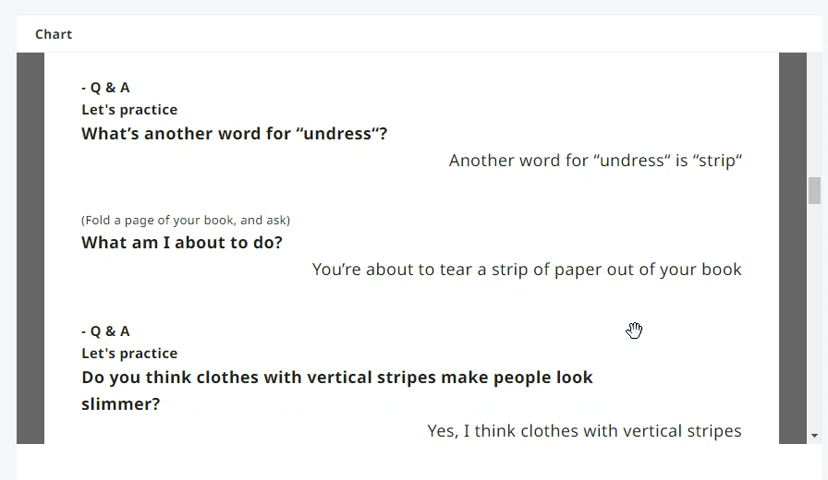 Chart
- Q & A
Let's practice
What’s another word for “undress“?
Another word for “undress“ is “strip“
(Fold a page of your book, and ask)
What am I about to do?
You’re about to tear a strip of paper out of your book
- Q & A
Let's practice
Do you think clothes with vertical stripes make people look
slimmer?
Yes, I think clothes with vertical stripes